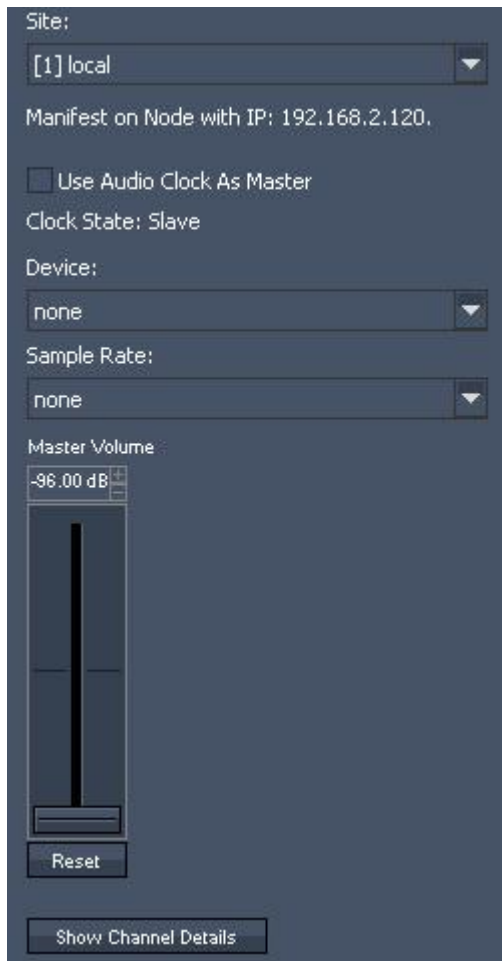 Site:
[1] local
Manifest on Node with IP: 192.168.2.120.
Use Audio Clock As Master
Clock State: Slave
Device:
none
Sample Rate:
none
Master Volume
-96.00 dB
Reset
Show Channel Details